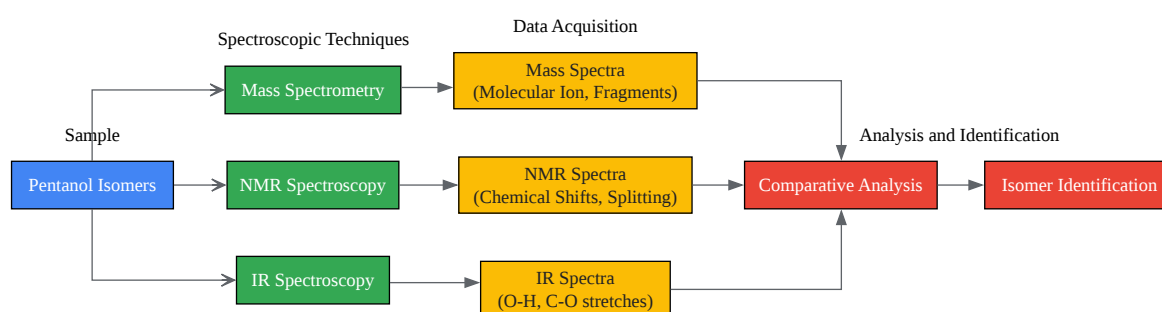 Spectroscopic Techniques
Data Acquisition
Mass Spectrometry
Mass Spectra
(Molecular Ion, Fragments)
Sample
Analysis and Identification
Pentanol Isomers
NMR Spectroscopy
NMR Spectra
(Chemical Shifts, Splitting)
Comparative Analysis
Isomer Identification
IR Spectroscopy
IR Spectra
(O-H, C-O stretches)